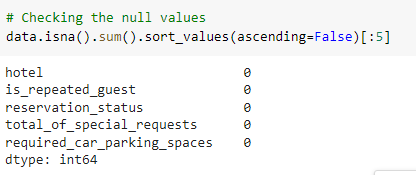 # Checking the null values
data.isna().sum().sort_values(ascending=False)[:5]
hotel 0
is_repeated_guest 0
reservation_status 0
total_of_special_requests 0
required_car_parking_spaces 0
dtype: int64